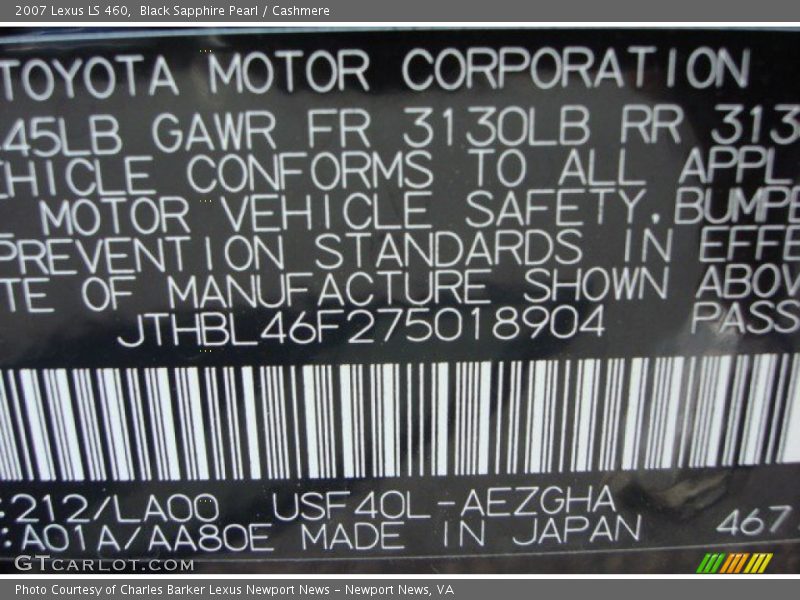 2007 Lexus LS 460, Black Sapphire Pearl / Cashmere
TOYOTA MOTOR CORPORATION
45LB GAWR FR 3130LB RR 313
HICLE CONFORMS TO ALL APPL
MOTOR VEHICLE SAFETY, BUMPE
PREVENTION STANDARDS IN EFFE
TE OF MANUFACTURE SHOWN ABOV
JTHBL46F275018904 PASS
:212/LA00 USF40L-AEZGHA
:A01A/AA80E MADE IN JAPAN 467
GTCARLOT.COM
Photo Courtesy of Charles Barker Lexus Newport News - Newport News, VA